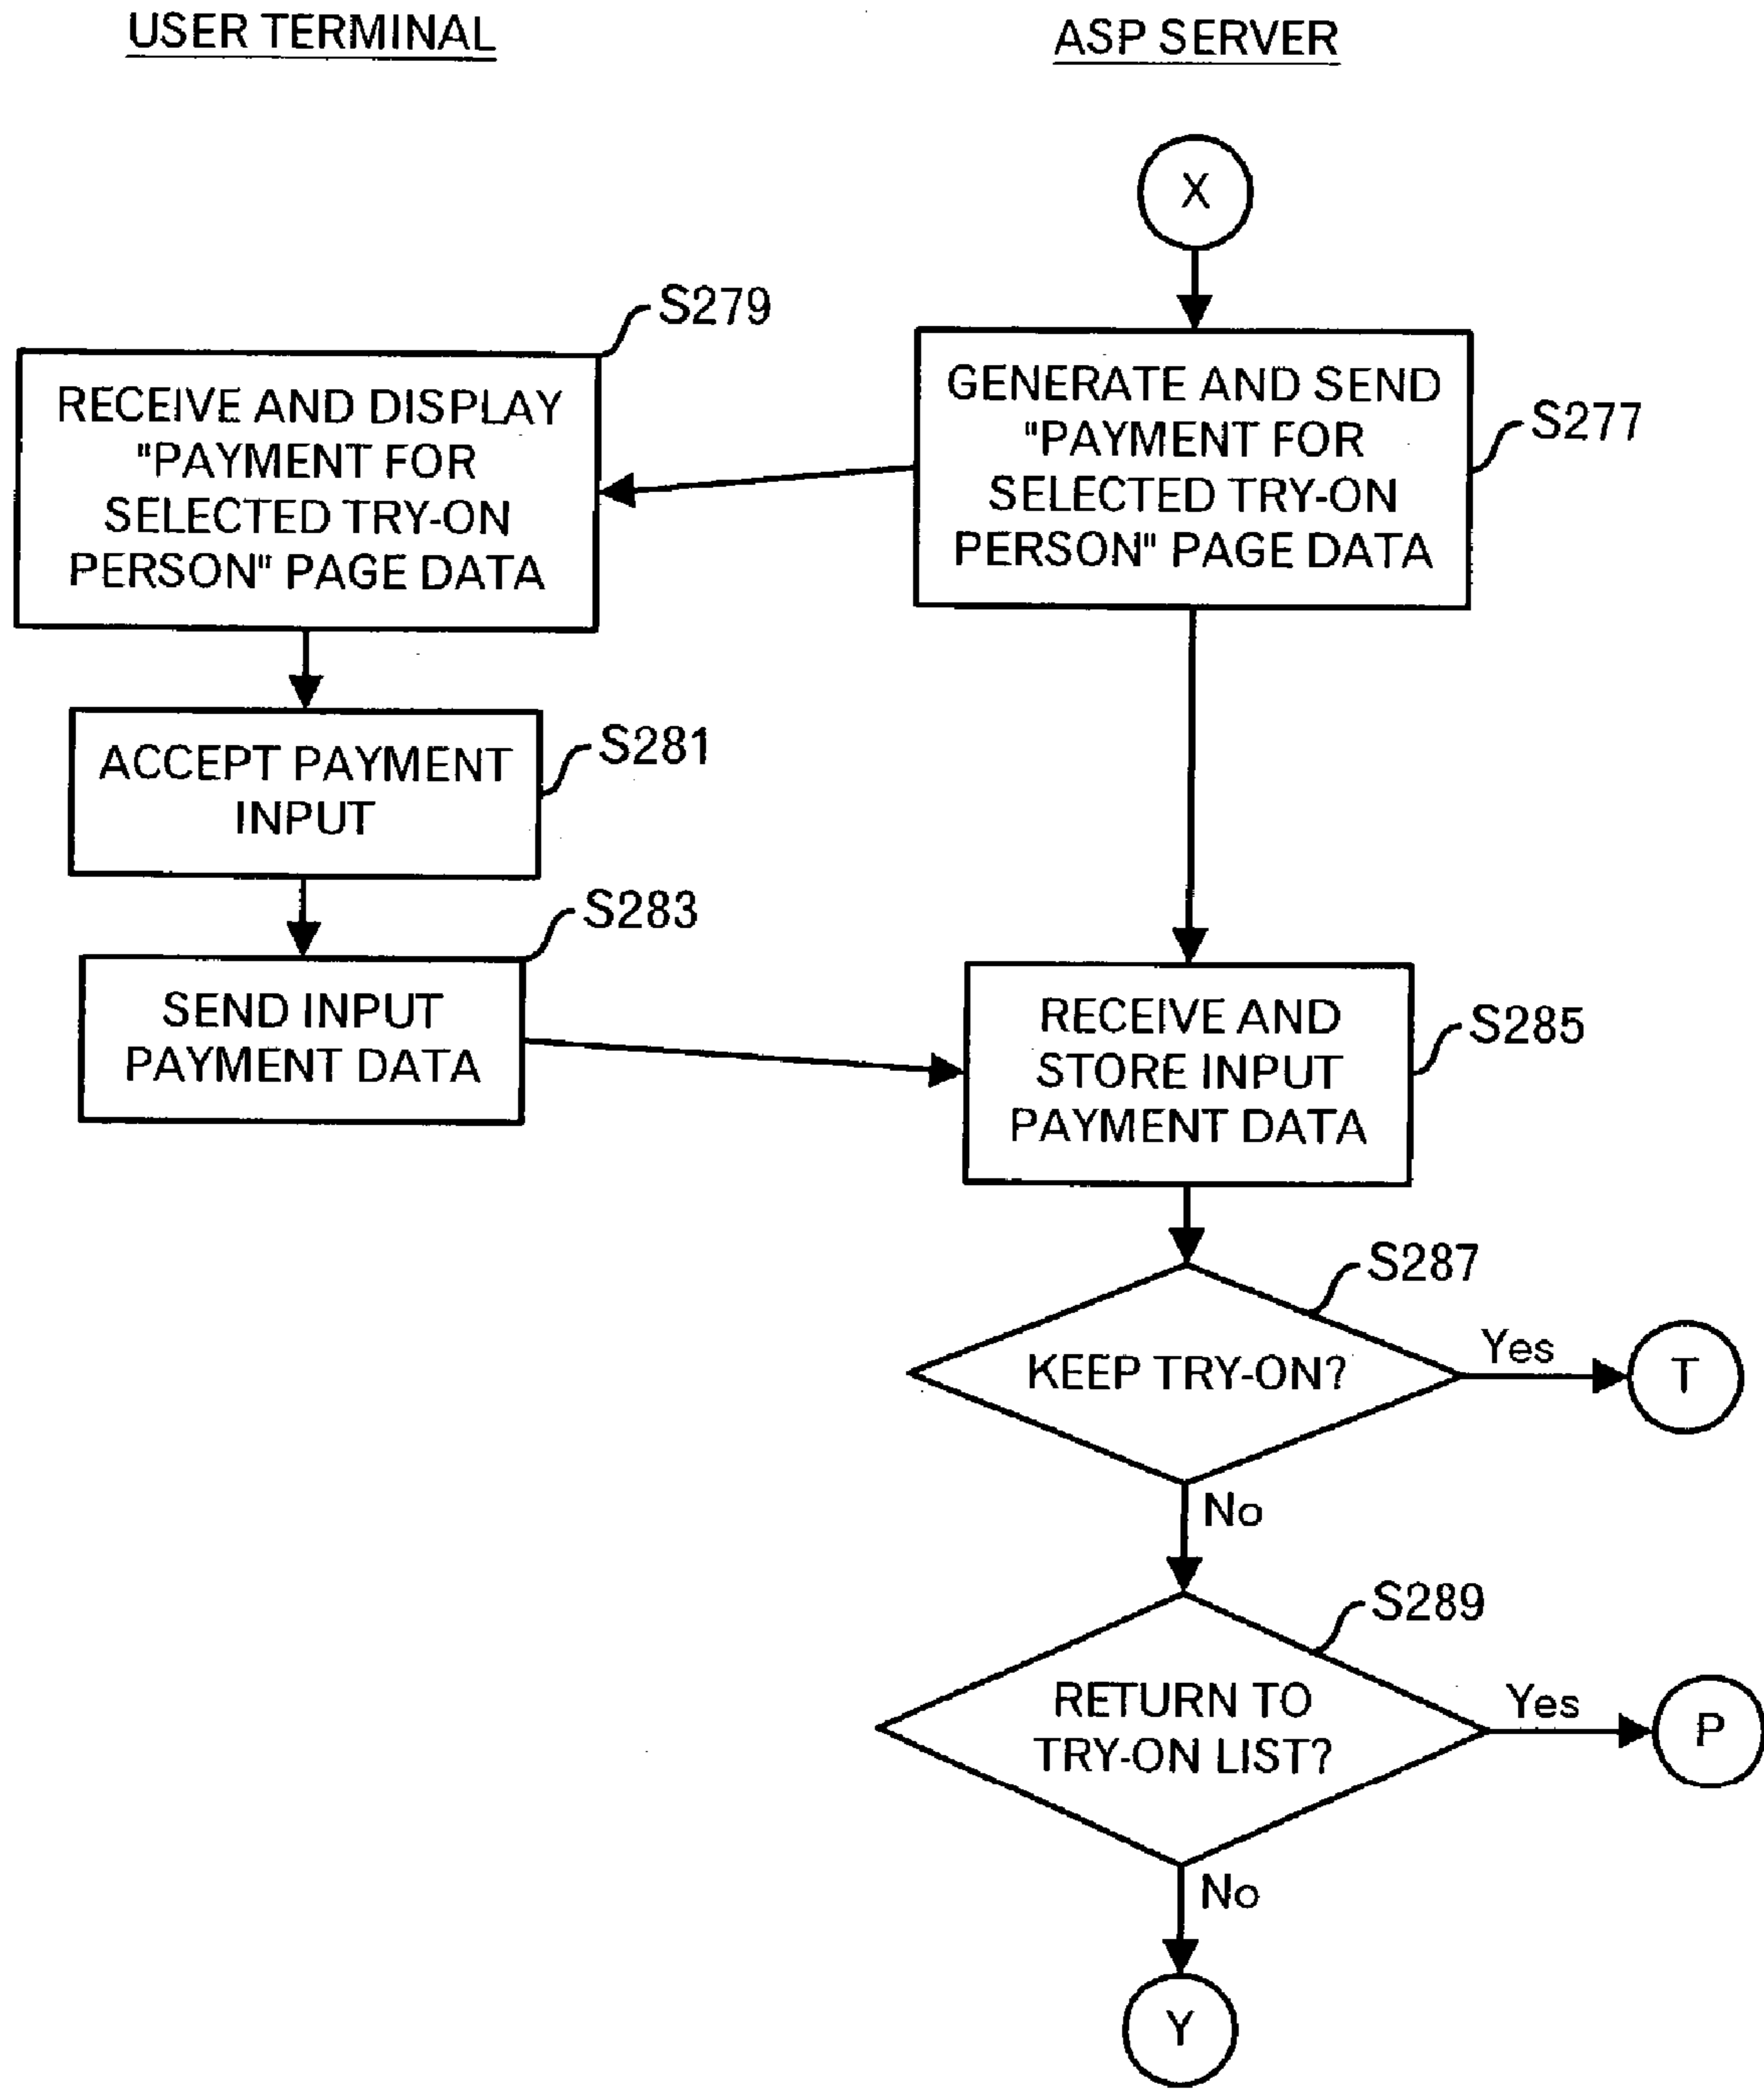 USER TERMINAL
ASP SERVER
X
S279
RECEIVE AND DISPLAY
"PAYMENT FOR
SELECTED TRY-ON
PERSON" PAGE DATA
GENERATE AND SEND
"PAYMENT FOR
SELECTED TRY-ON
PERSON" PAGE DATA
S277
ACCEPT PAYMENT
INPUT
S281
S283
SEND INPUT
PAYMENT DATA
RECEIVE AND
STORE INPUT
PAYMENT DATA
S285
S287
KEEP TRY-ON?
Yes
T
No
S289
RETURN TO
TRY-ON LIST?
Yes
P
No
Y